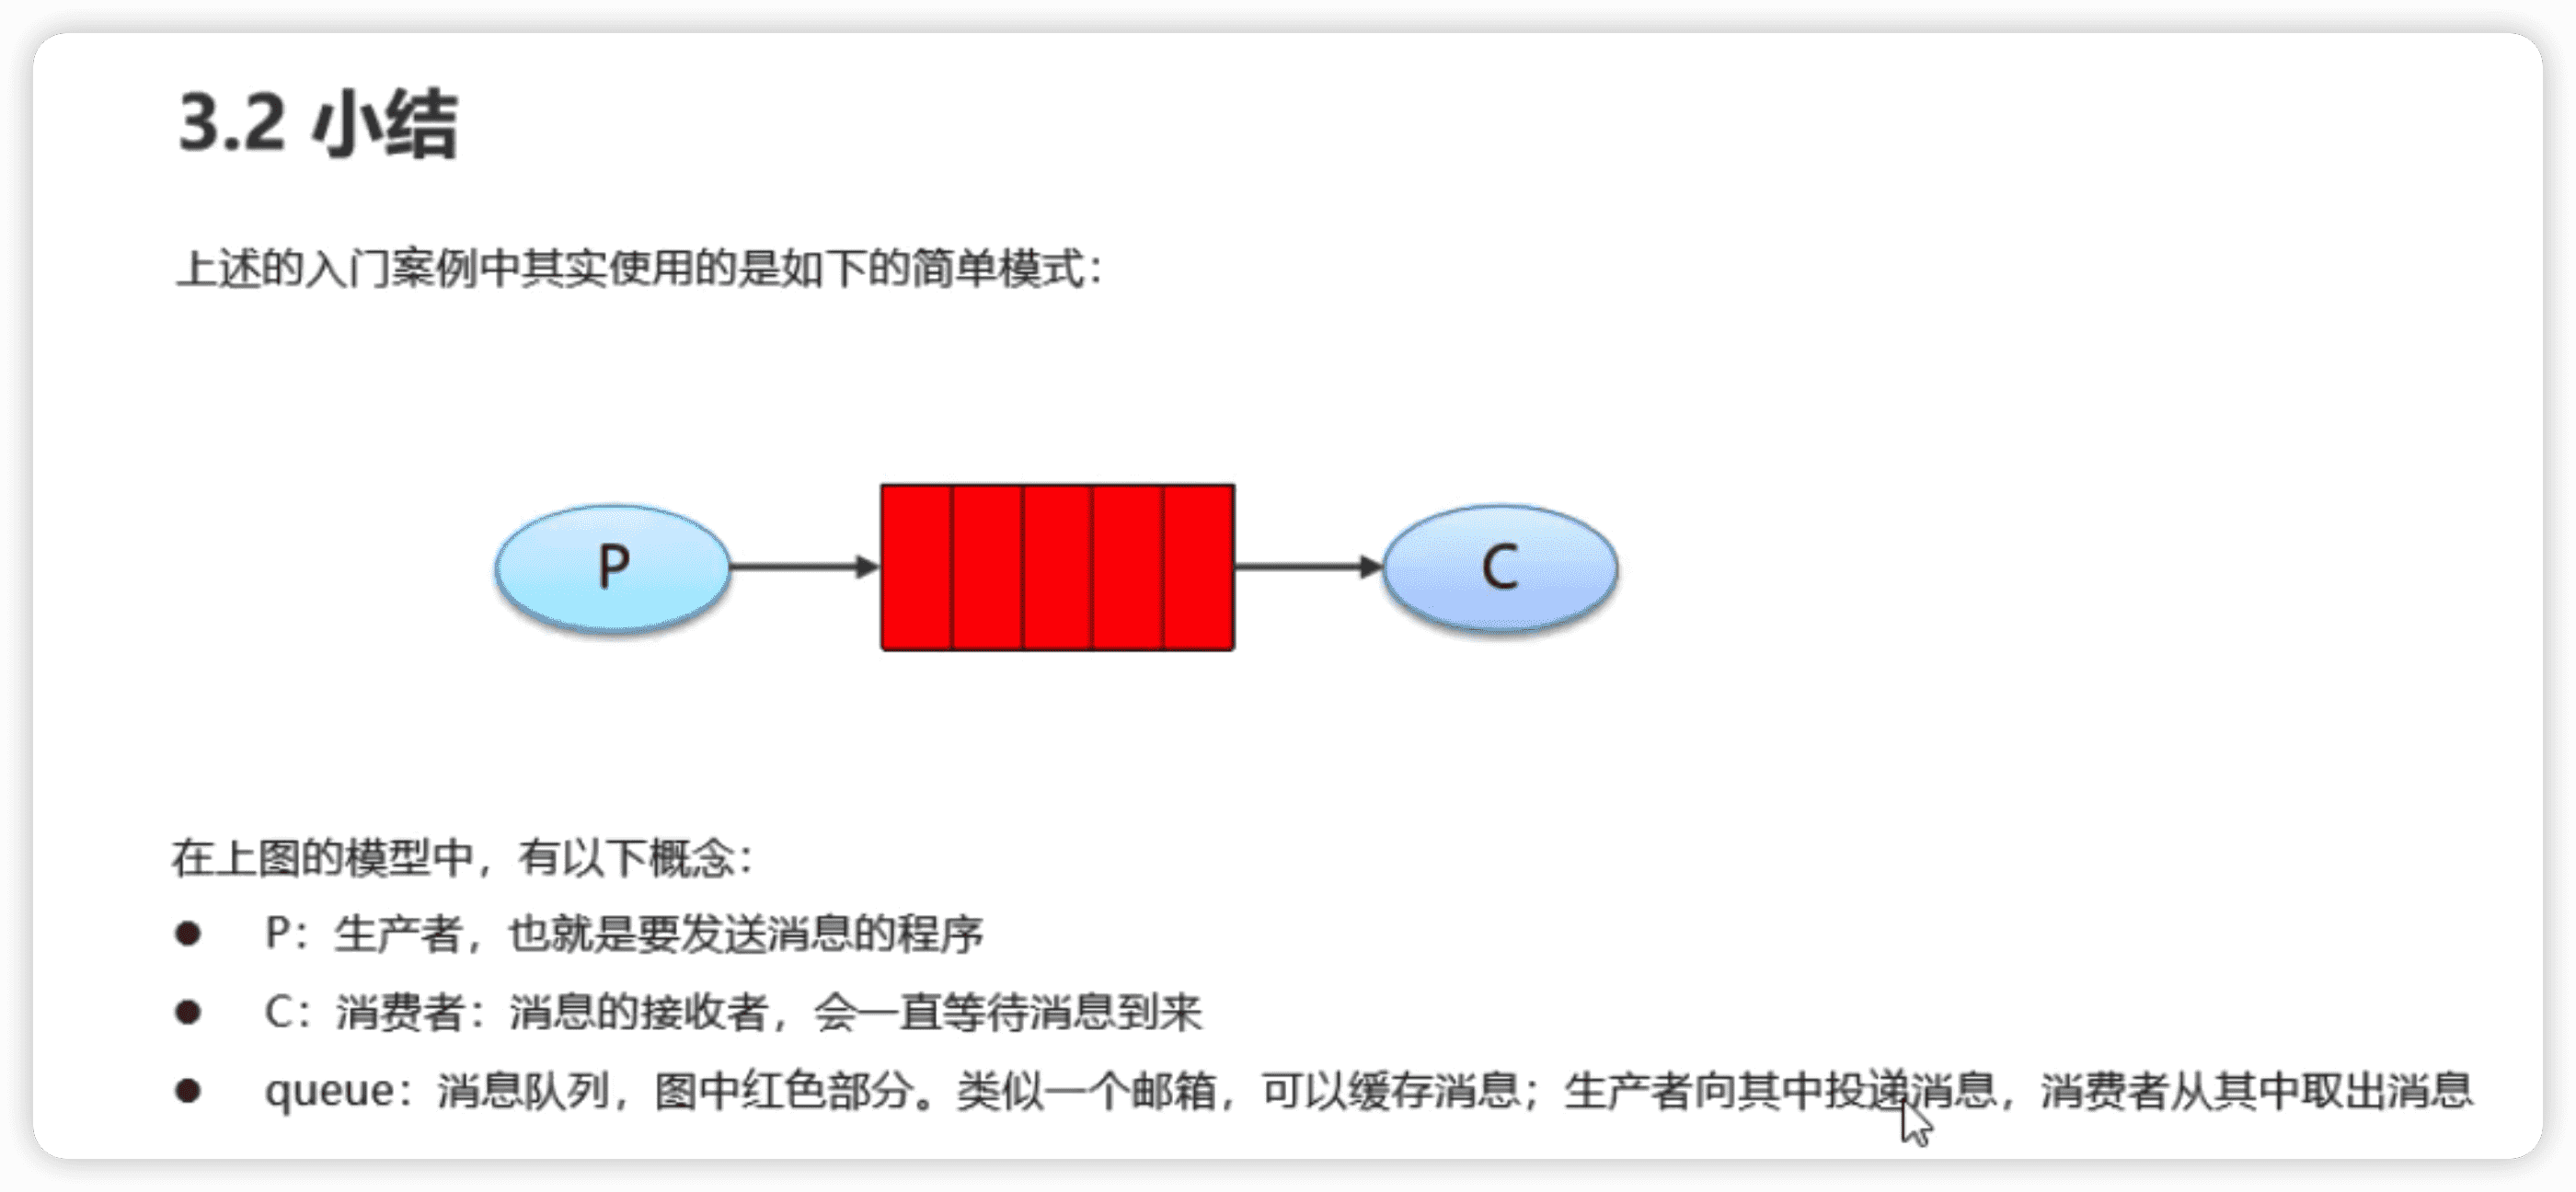 3.2 小结
上述的入门案例中其实使用的是如下的简单模式：
P
C
在上图的模型中，有以下概念：
● P：生产者，也就是要发送消息的程序
● C：消费者：消息的接收者，会一直等待消息到来
● queue：消息队列，图中红色部分。类似一个邮箱，可以缓存消息；生产者向其中投递消息，消费者从其中取出消息